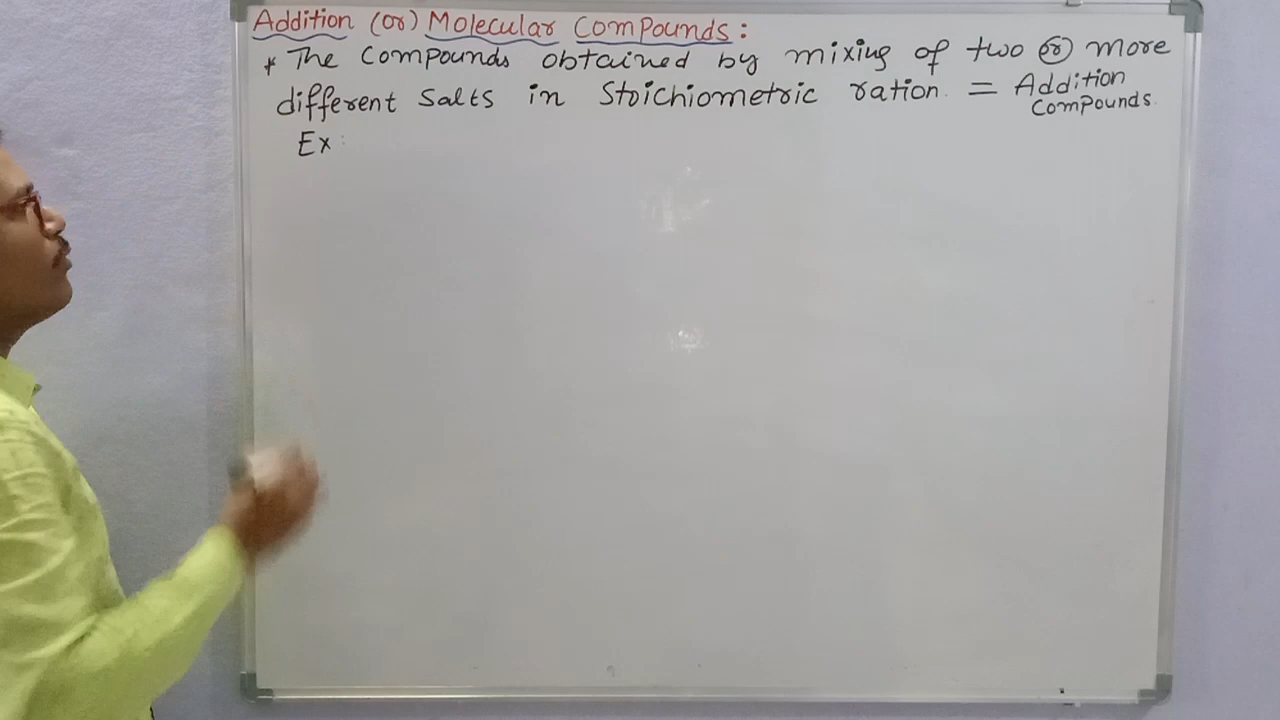 Addition (or) Molecular Compounds:
* The Compounds obtained by mixing of two (or) more
different Salts in Stoichiometric ration = Addition
Compounds.
Ex: